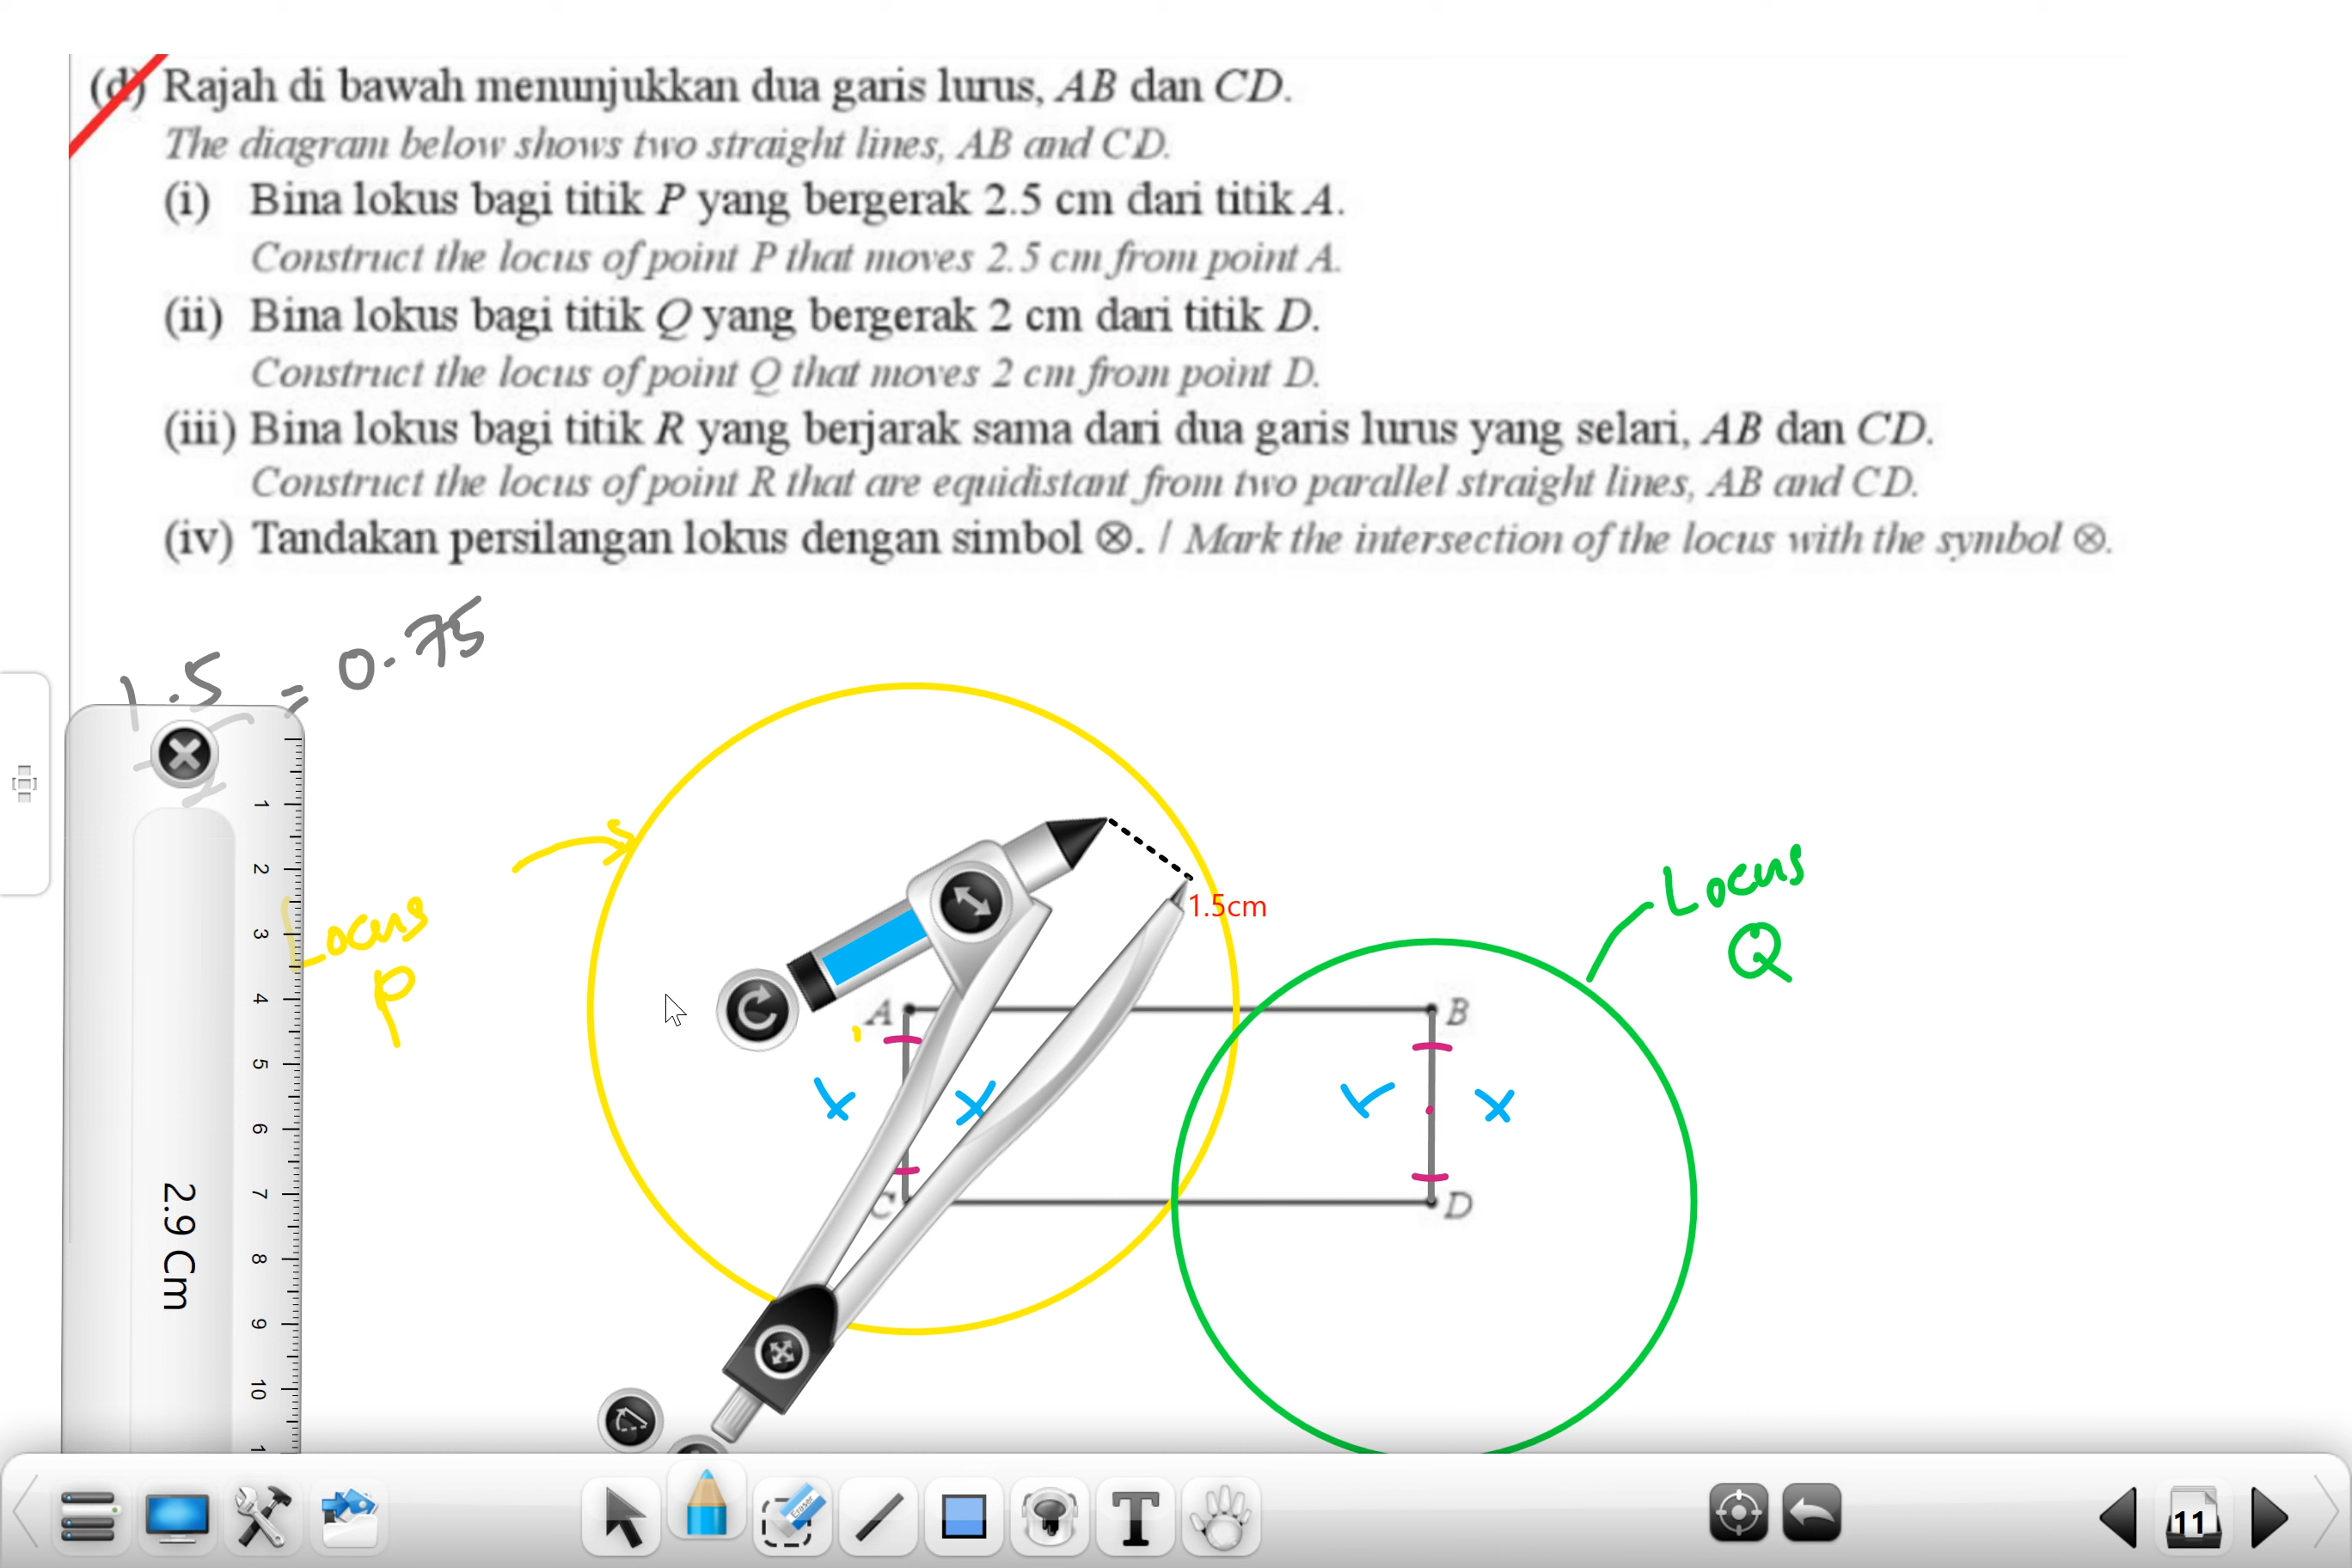 (d) Rajah di bawah menunjukkan dua garis lurus, AB dan CD.
The diagram below shows two straight lines, AB and CD.
(i) Bina lokus bagi titik P yang bergerak 2.5 cm dari titik A.
Construct the locus of point P that moves 2.5 cm from point A.
(ii) Bina lokus bagi titik Q yang bergerak 2 cm dari titik D.
Construct the locus of point Q that moves 2 cm from point D.
(iii) Bina lokus bagi titik R yang berjarak sama dari dua garis lurus yang selari, AB dan CD.
Construct the locus of point R that are equidistant from two parallel straight lines, AB and CD.
(iv) Tandakan persilangan lokus dengan simbol ⊗. / Mark the intersection of the locus with the symbol ⊗.
1.5 = 0.75
2
1
2
3
4
5
6
7
8
9
10
1
2.9 Cm
Locus
P
1.5cm
Locus
Q
A
B
C
D
Eraser
T
11